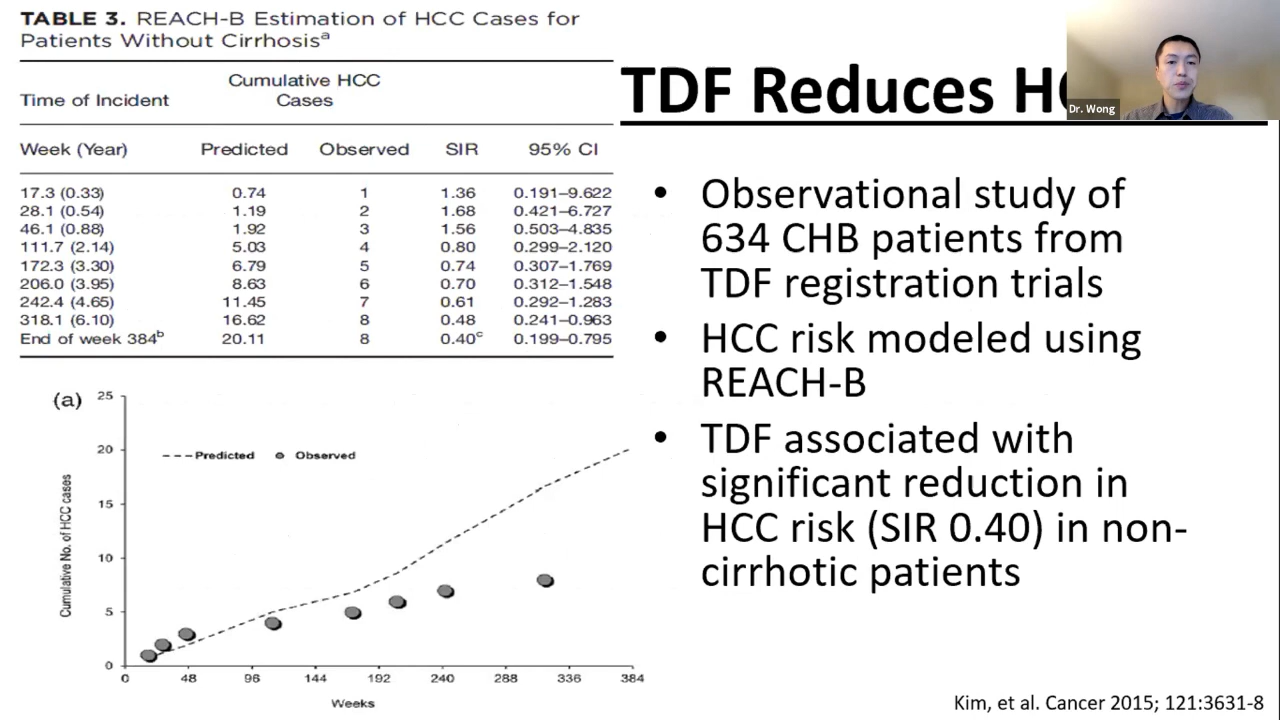 TABLE 3. REACH-B Estimation of HCC Cases for
Patients Without Cirrhosisa
Cumulative HCC
Cases
Time of Incident
Week (Year) Predicted Observed SIR 95% CI
17.3 (0.33) 0.74 1 1.36 0.191–9.622
28.1 (0.54) 1.19 2 1.68 0.421–6.727
46.1 (0.88) 1.92 3 1.56 0.503–4.835
111.7 (2.14) 5.03 4 0.80 0.299–2.120
172.3 (3.30) 6.79 5 0.74 0.307–1.769
206.0 (3.95) 8.63 6 0.70 0.312–1.548
242.4 (4.65) 11.45 7 0.61 0.292–1.283
318.1 (6.10) 16.62 8 0.48 0.241–0.963
End of week 384b 20.11 8 0.40c 0.199–0.795
(a)
25
20
15
10
5
0
Cumulative No. of HCC cases
Predicted Observed
0 48 96 144 192 240 288 336 384
Weeks
TDF Reduces
Dr. Wong
• Observational study of
634 CHB patients from
TDF registration trials
• HCC risk modeled using
REACH-B
• TDF associated with
significant reduction in
HCC risk (SIR 0.40) in non-
cirrhotic patients
Kim, et al. Cancer 2015; 121:3631-8